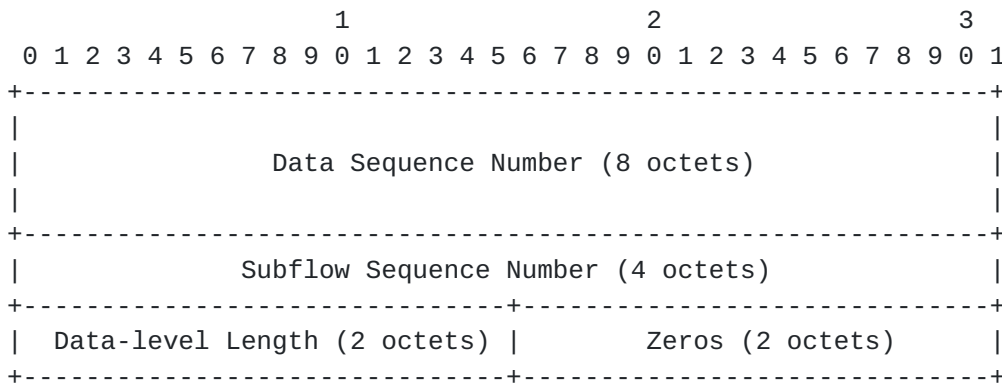 1 2 3
0 1 2 3 4 5 6 7 8 9 0 1 2 3 4 5 6 7 8 9 0 1 2 3 4 5 6 7 8 9 0 1
Data Sequence Number (8 octets)
Subflow Sequence Number (4 octets)
Data-level Length (2 octets) | Zeros (2 octets)